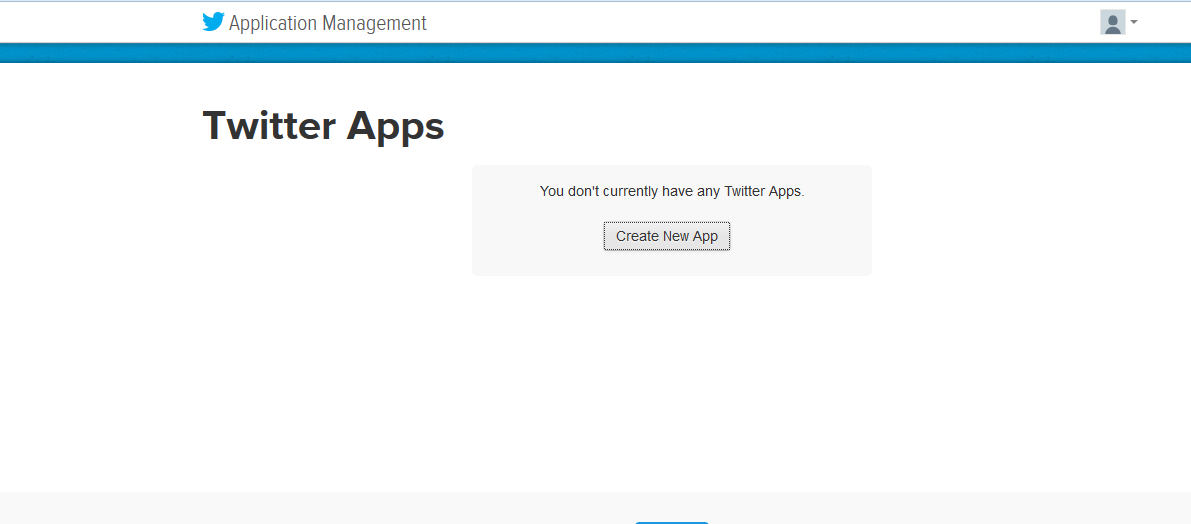 Application Management
Twitter Apps
You don't currently have any Twitter Apps.
Create New App